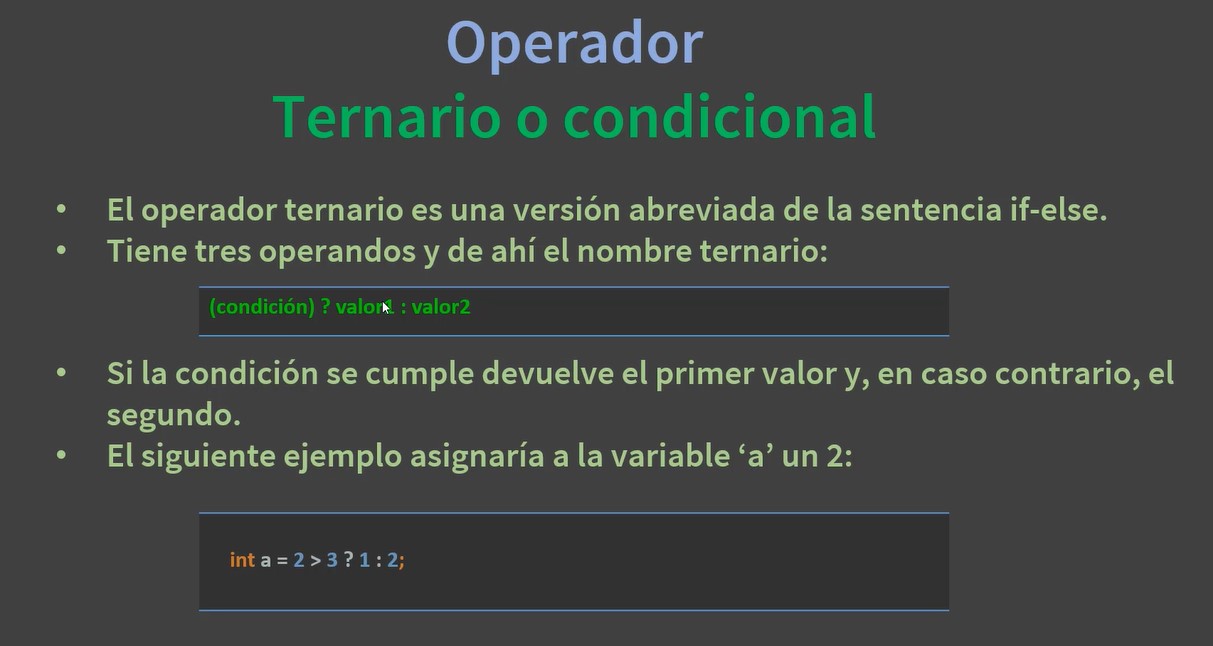 Operador
Ternario o condicional
• El operador ternario es una versión abreviada de la sentencia if-else.
• Tiene tres operandos y de ahí el nombre ternario:
(condición) ? valor1 : valor2
• Si la condición se cumple devuelve el primer valor y, en caso contrario, el
segundo.
• El siguiente ejemplo asignaría a la variable ‘a’ un 2:
int a = 2 > 3 ? 1 : 2;